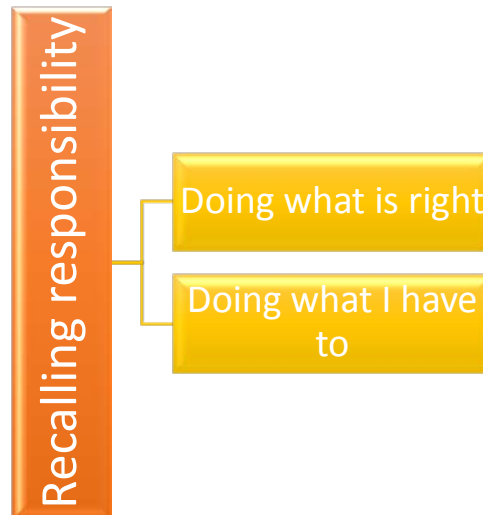 Recalling responsibility
Doing what is right
Doing what I have
to